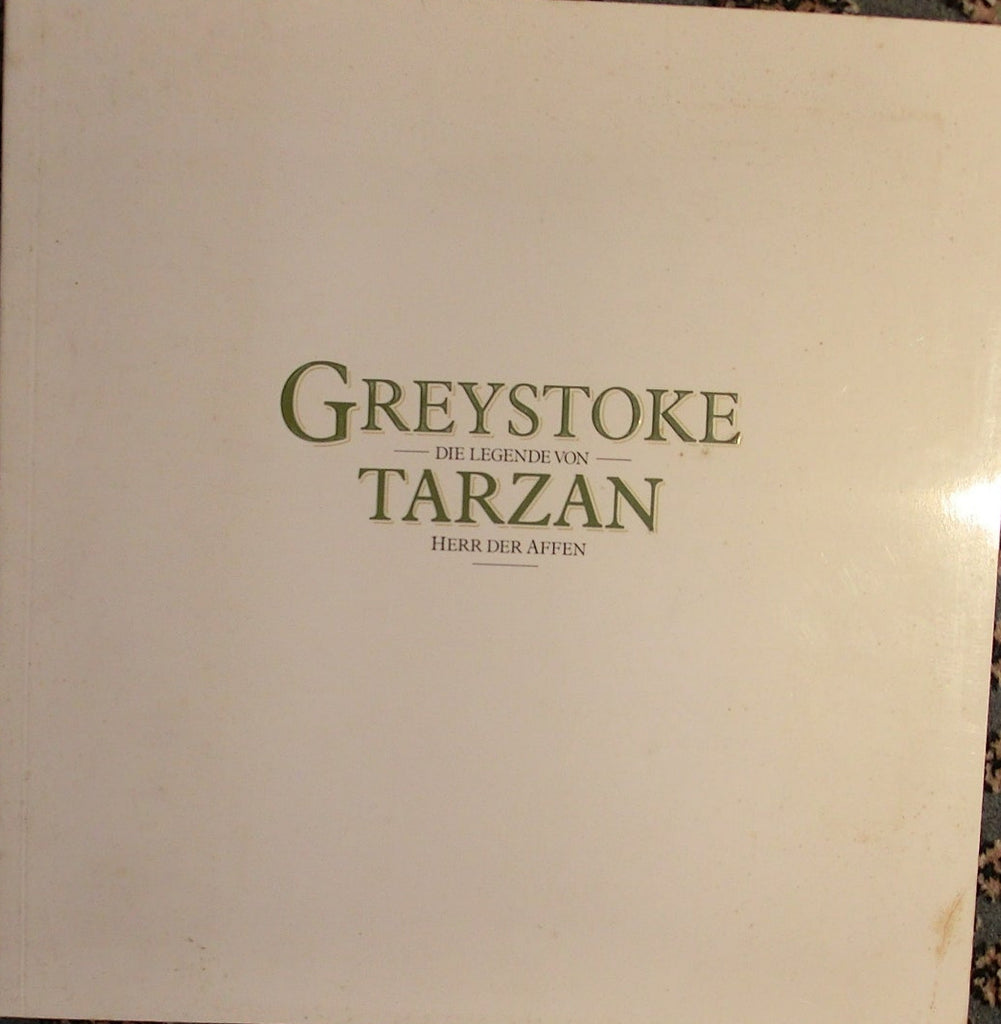 GREYSTOKE
DIE LEGENDE VON
TARZAN
HERR DER AFFEN